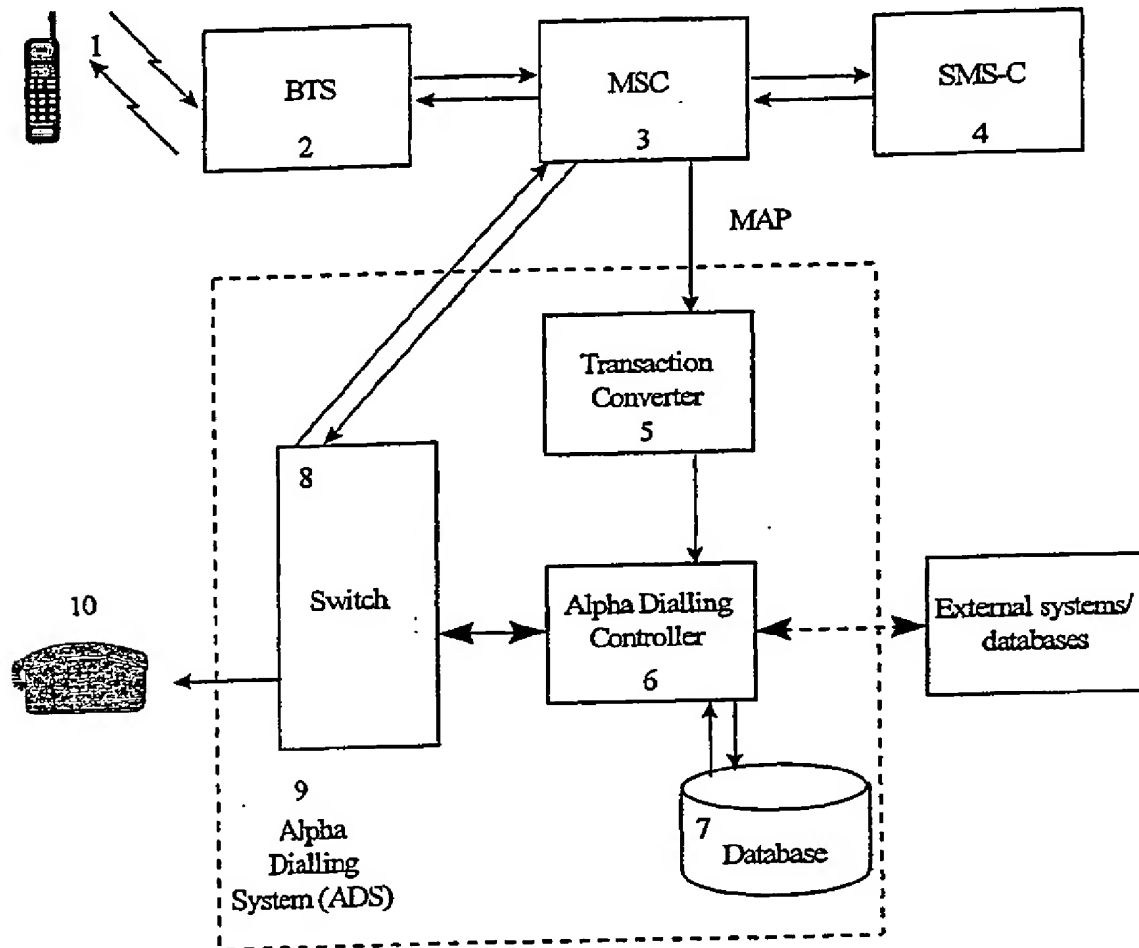 1
BTS
2
MSC
3
SMS-C
4
MAP
Transaction
Converter
5
8
Switch
Alpha Dialling
Controller
6
External systems/
databases
10
9
Alpha
Dialling
System (ADS)
7
Database